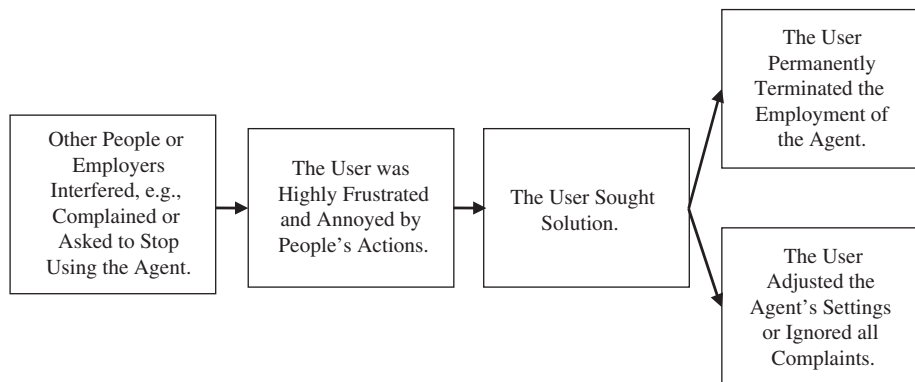 Other People or
Employers
Interfered, e.g.,
Complained or
Asked to Stop
Using the Agent.
The User was
Highly Frustrated
and Annoyed by
People's Actions.
The User Sought
Solution.
The User
Permanently
Terminated the
Employment of
the Agent.
The User
Adjusted the
Agent's Settings
or Ignored all
Complaints.